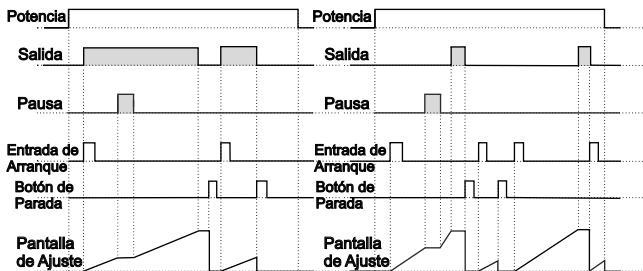 Potencia
Salida
Pausa
Entrada de
Arranque
Botón de
Parada
Pantalla
de Ajuste
Potencia
Salida
Pausa
Entrada de
Arranque
Botón de
Parada
Pantalla
de Ajuste